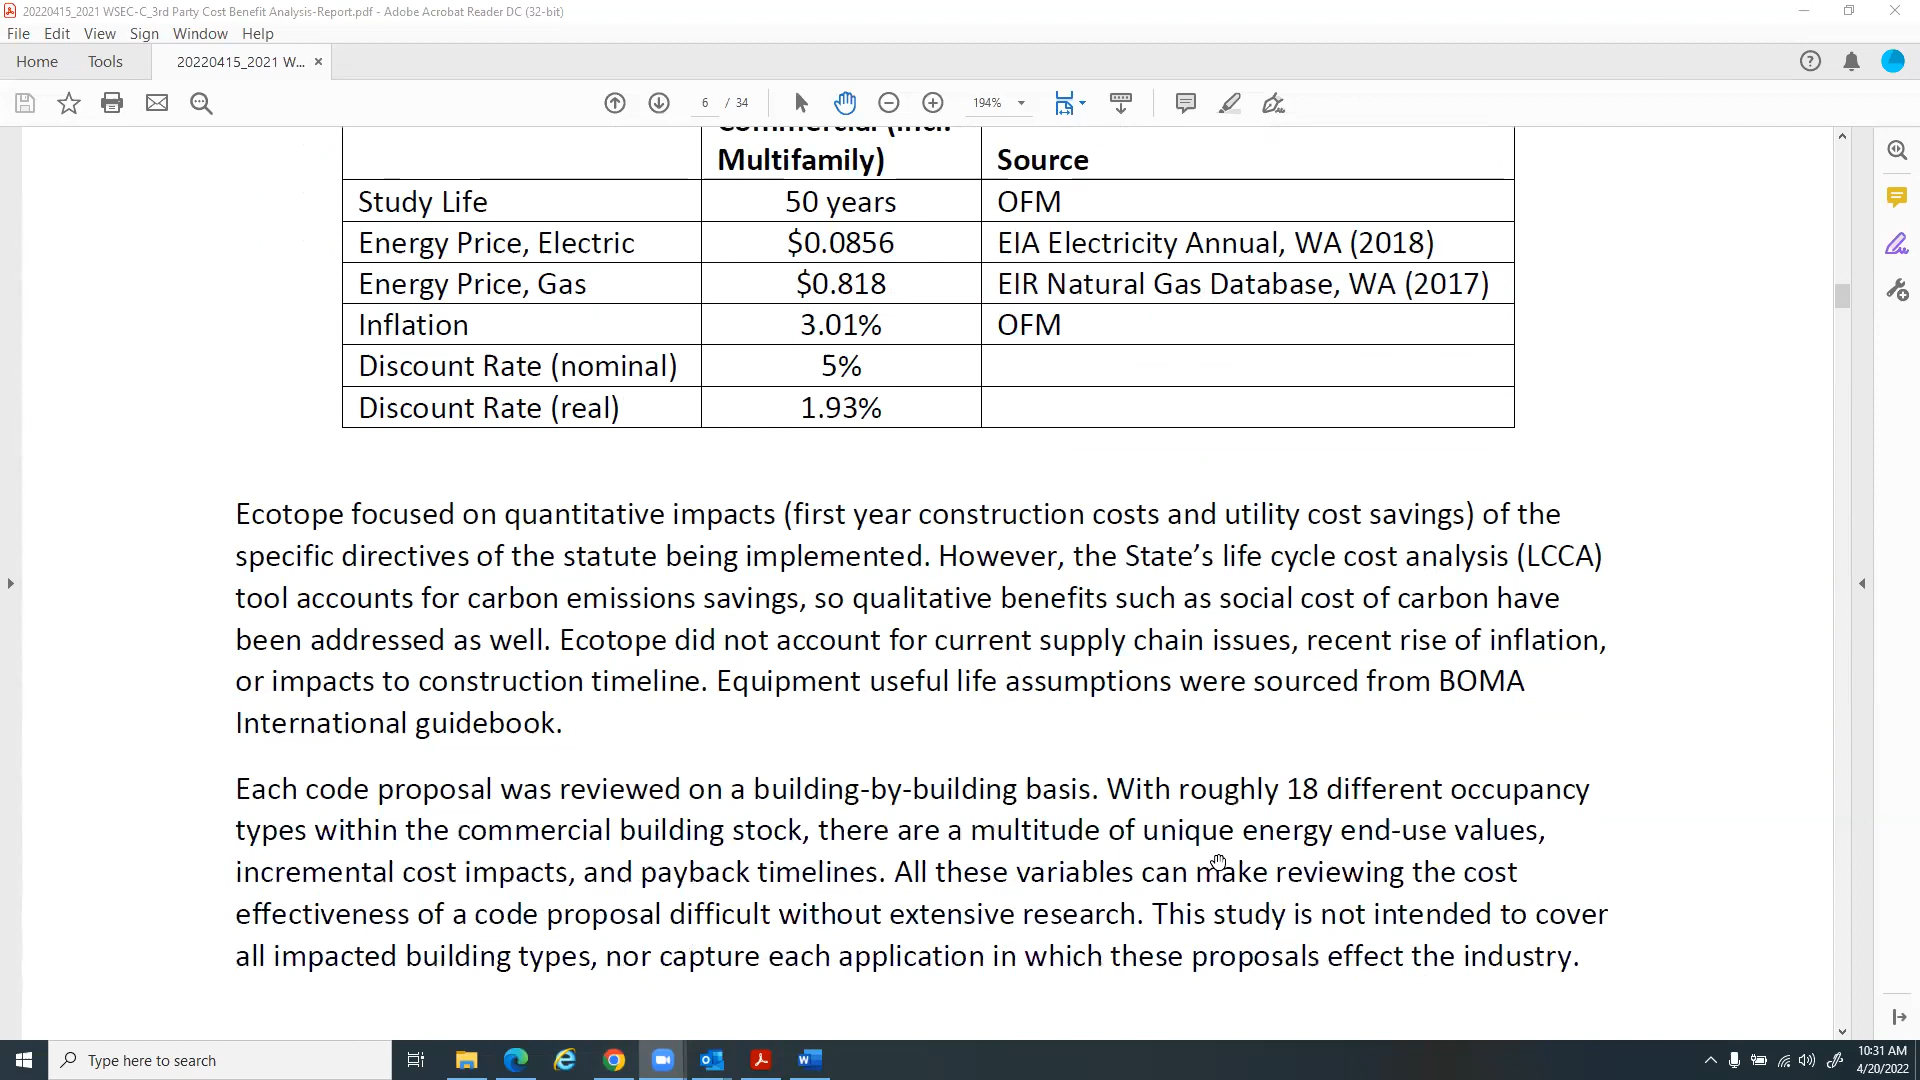 20220415_2021 WSEC-C_3rd Party Cost Benefit Analysis-Report.pdf - Adobe Acrobat Reader DC (32-bit)
File Edit View Sign Window Help
Home Tools 20220415_2021 W... ×
6 / 34 194%
Commercial (incl.
Multifamily) Source
Study Life 50 years OFM
Energy Price, Electric $0.0856 EIA Electricity Annual, WA (2018)
Energy Price, Gas $0.818 EIR Natural Gas Database, WA (2017)
Inflation 3.01% OFM
Discount Rate (nominal) 5%
Discount Rate (real) 1.93%
Ecotope focused on quantitative impacts (first year construction costs and utility cost savings) of the
specific directives of the statute being implemented. However, the State’s life cycle cost analysis (LCCA)
tool accounts for carbon emissions savings, so qualitative benefits such as social cost of carbon have
been addressed as well. Ecotope did not account for current supply chain issues, recent rise of inflation,
or impacts to construction timeline. Equipment useful life assumptions were sourced from BOMA
International guidebook.
Each code proposal was reviewed on a building-by-building basis. With roughly 18 different occupancy
types within the commercial building stock, there are a multitude of unique energy end-use values,
incremental cost impacts, and payback timelines. All these variables can make reviewing the cost
effectiveness of a code proposal difficult without extensive research. This study is not intended to cover
all impacted building types, nor capture each application in which these proposals effect the industry.
Type here to search
10:31 AM
4/20/2022